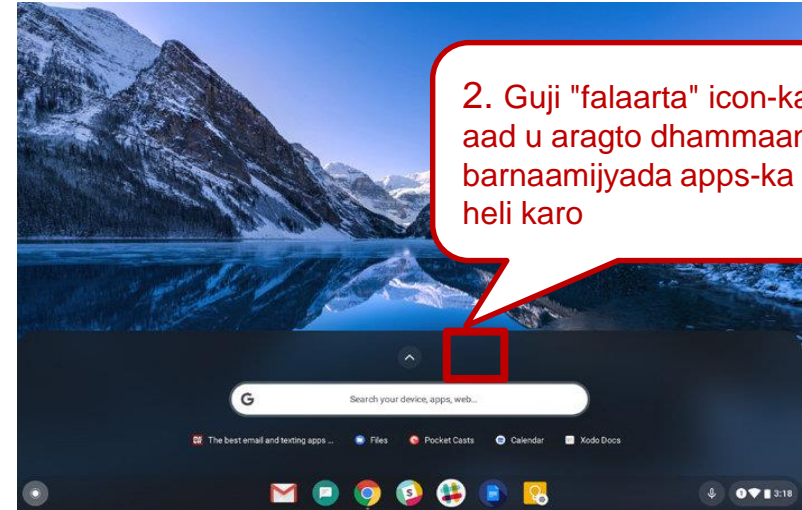 2. Guji "falaarta" icon-ka
aad u aragto dhammaan
barnaamijyada apps-ka
heli karo
Search your device, apps, web...
The best email and texting apps ...
Files
Pocket Casts
Calendar
Xodo Docs
3:18